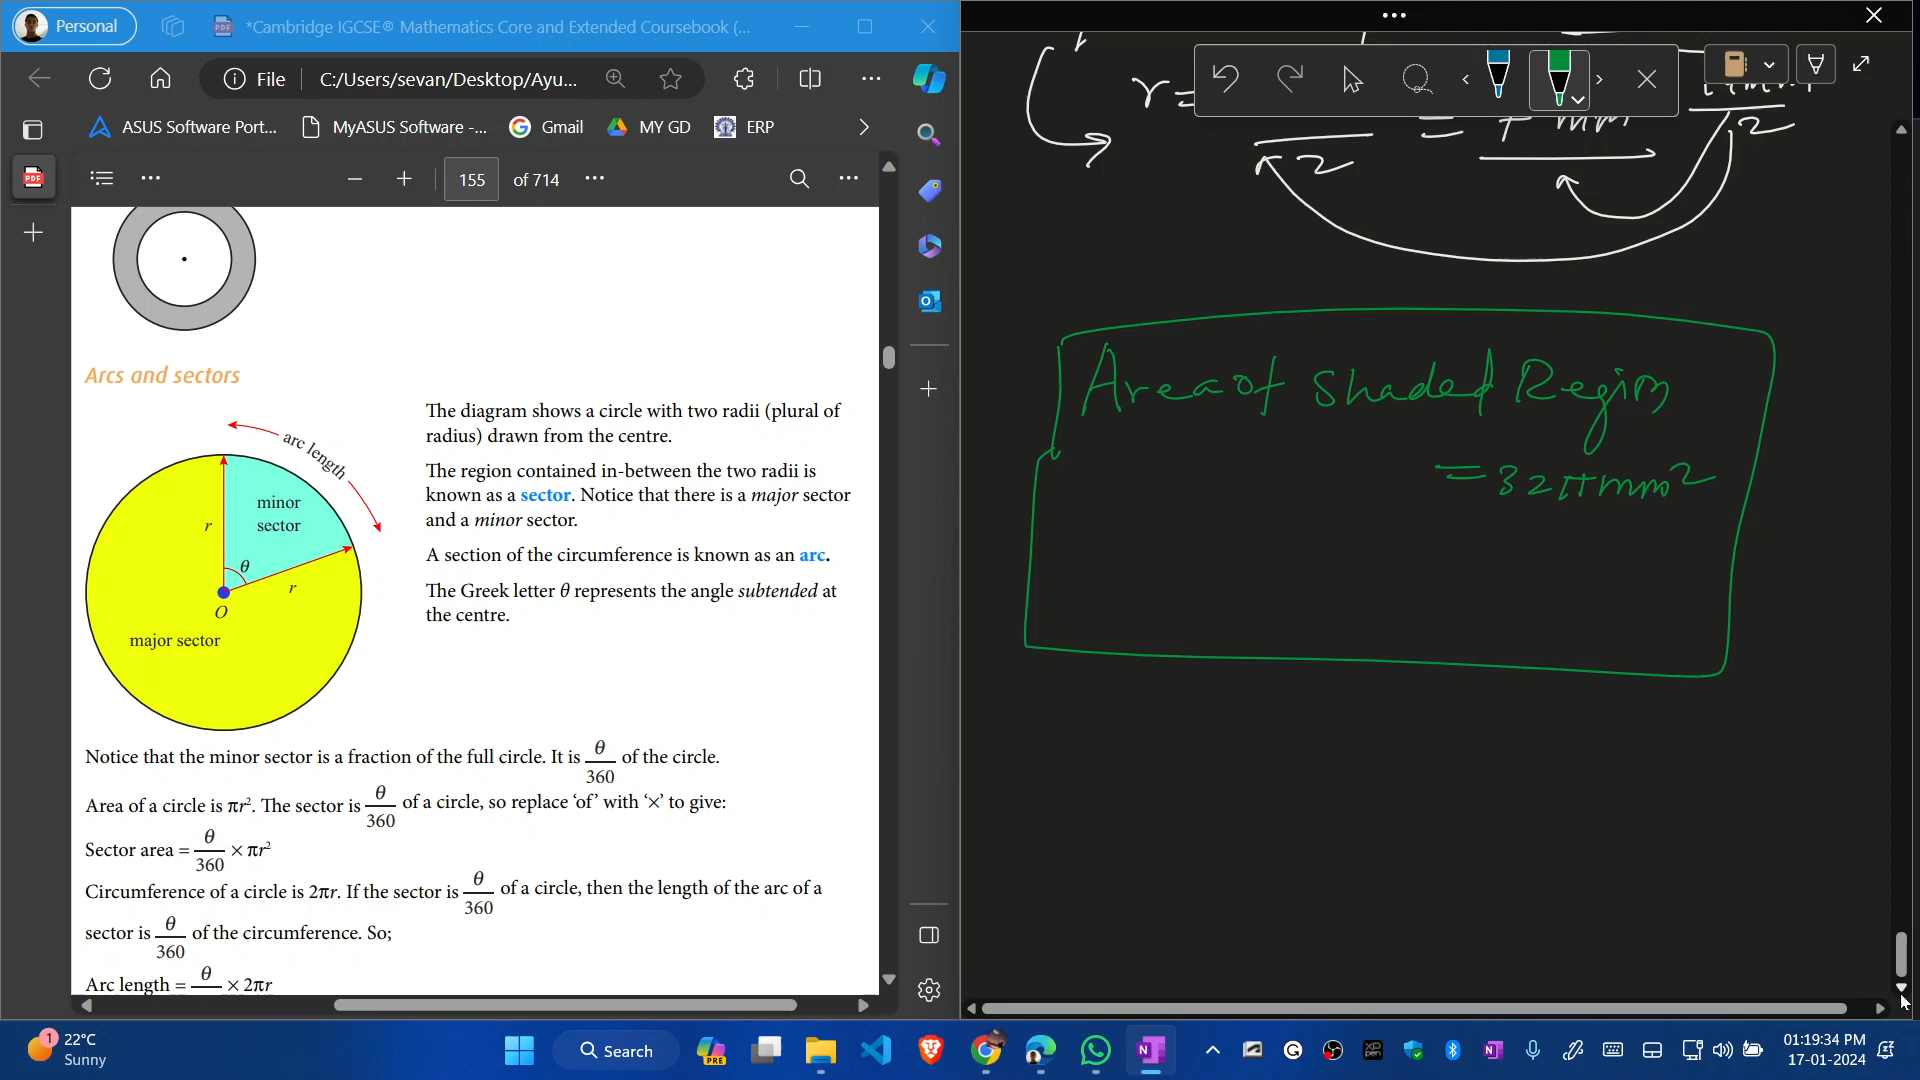 Personal
*Cambridge IGCSE® Mathematics Core and Extended Coursebook (...
File
C:/Users/sevan/Desktop/Ayu...
ASUS Software Port...
MyASUS Software -...
Gmail
MY GD
ERP
155 of 714
Arcs and sectors
arc length
minor
sector
r
θ
r
O
major sector
The diagram shows a circle with two radii (plural of
radius) drawn from the centre.
The region contained in-between the two radii is
known as a sector. Notice that there is a major sector
and a minor sector.
A section of the circumference is known as an arc.
The Greek letter θ represents the angle subtended at
the centre.
Notice that the minor sector is a fraction of the full circle. It is θ/360 of the circle.
Area of a circle is πr². The sector is θ/360 of a circle, so replace ‘of’ with ‘×’ to give:
Sector area = θ/360 × πr²
Circumference of a circle is 2πr. If the sector is θ/360 of a circle, then the length of the arc of a
sector is θ/360 of the circumference. So;
Arc length = θ × 2πr
r =
2
=
mm
2
Area of Shaded Region
= 32πmm²
1
22°C
Sunny
Search
PRE
01:19:34 PM
17-01-2024